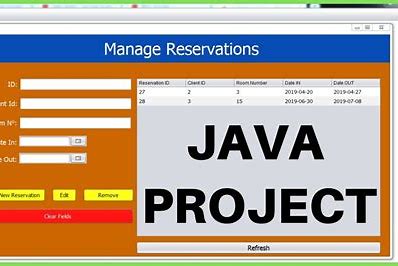 Manage Reservations
ID:
nt Id:
m N°:
te In:
e Out:
New Reservation Edit Remove
Clear Fields
Reservation ID Client ID Room Number Date IN Date OUT
27 2 3 2019-04-20 2019-04-27
28 3 15 2019-06-30 2019-07-08
JAVA
PROJECT
Refresh